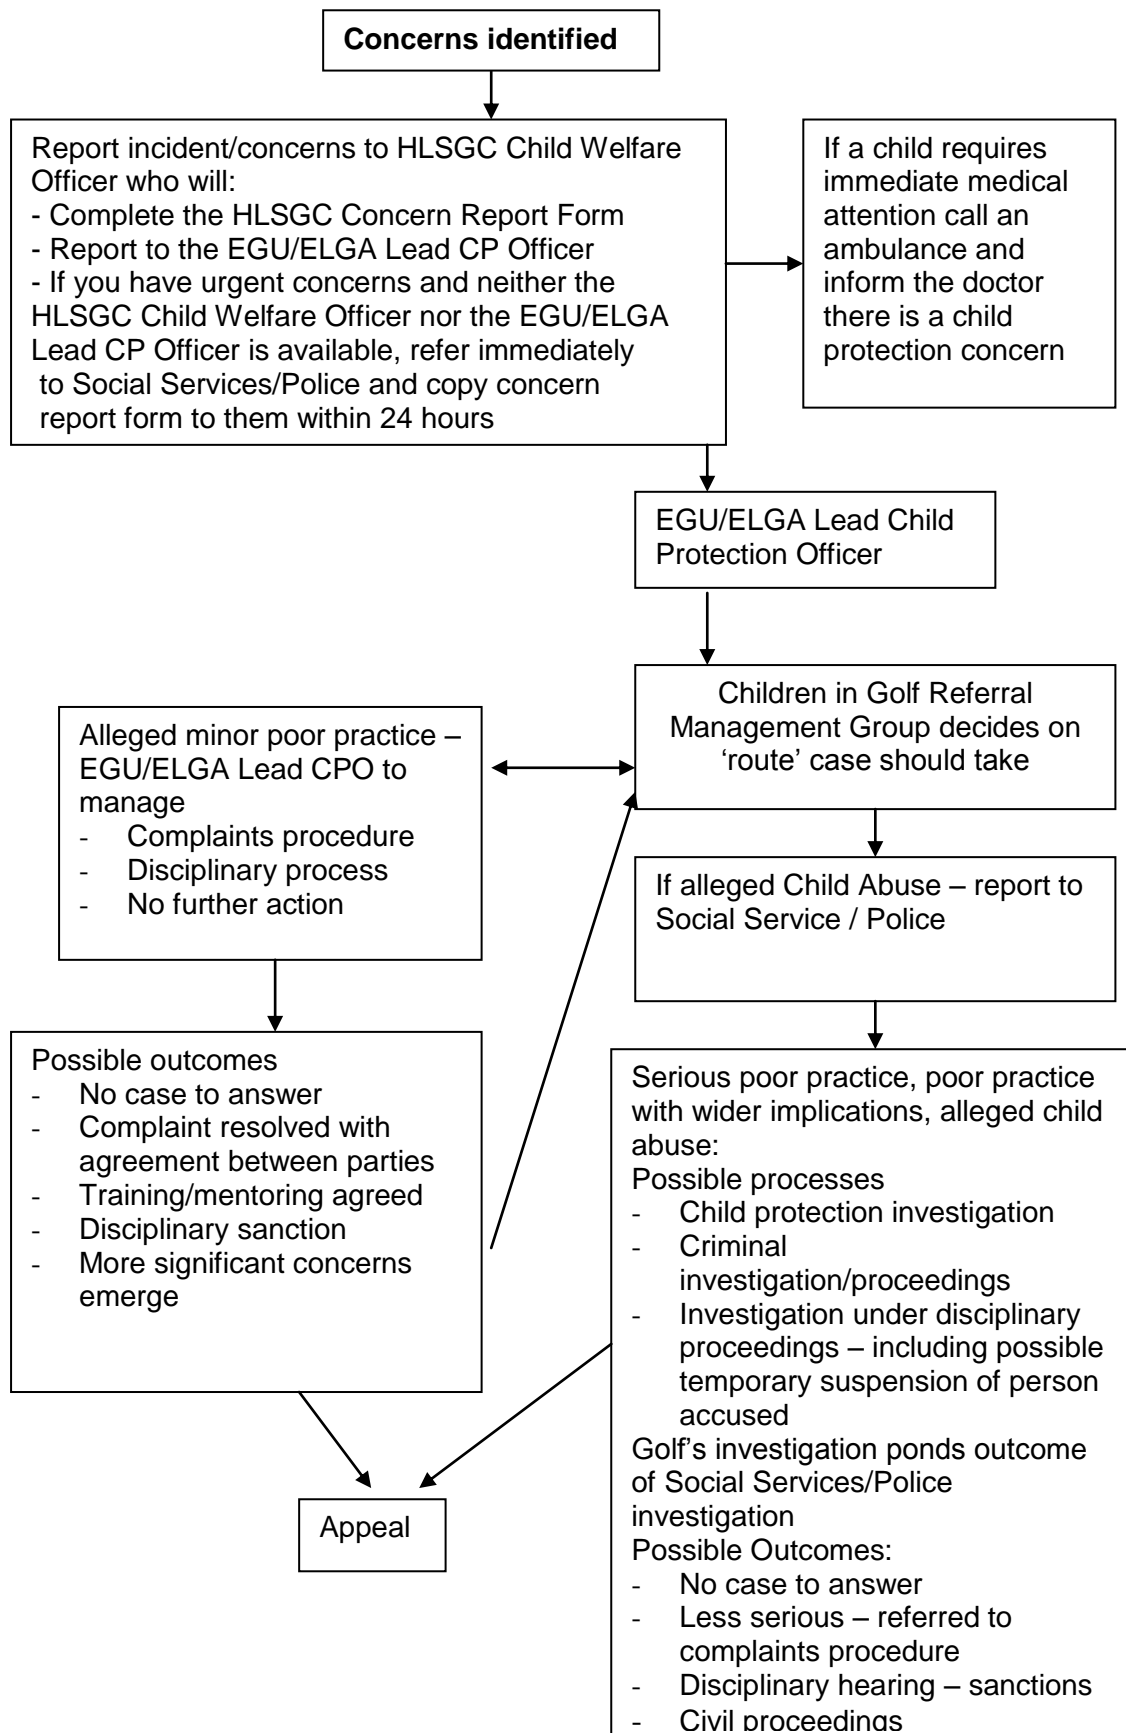 Concerns identified
Report incident/concerns to HLSGC Child Welfare
Officer who will:
- Complete the HLSGC Concern Report Form
- Report to the EGU/ELGA Lead CP Officer
- If you have urgent concerns and neither the
HLSGC Child Welfare Officer nor the EGU/ELGA
Lead CP Officer is available, refer immediately
to Social Services/Police and copy concern
report form to them within 24 hours
If a child requires
immediate medical
attention call an
ambulance and
inform the doctor
there is a child
protection concern
EGU/ELGA Lead Child
Protection Officer
Children in Golf Referral
Management Group decides on
‘route’ case should take
Alleged minor poor practice –
EGU/ELGA Lead CPO to
manage
- Complaints procedure
- Disciplinary process
- No further action
If alleged Child Abuse – report to
Social Service / Police
Possible outcomes
- No case to answer
- Complaint resolved with
agreement between parties
- Training/mentoring agreed
- Disciplinary sanction
- More significant concerns
emerge
Serious poor practice, poor practice
with wider implications, alleged child
abuse:
Possible processes
- Child protection investigation
- Criminal
investigation/proceedings
- Investigation under disciplinary
proceedings – including possible
temporary suspension of person
accused
Golf’s investigation ponds outcome
of Social Services/Police
investigation
Possible Outcomes:
- No case to answer
- Less serious – referred to
complaints procedure
- Disciplinary hearing – sanctions
- Civil proceedings
Appeal